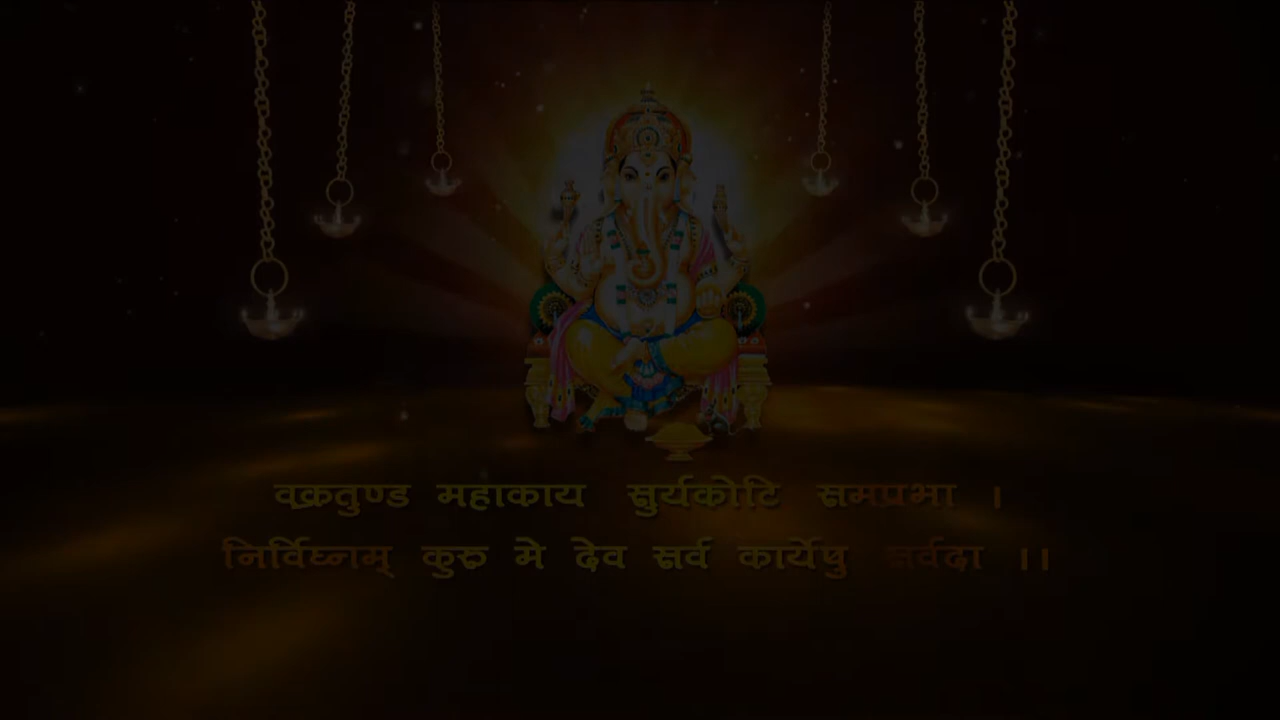 वक्रतुण्ड महाकाय सुर्यकोटि समप्रभा ।
निर्विघ्नम् कुरु मे देव सर्व कार्येषु सर्वदा ।।